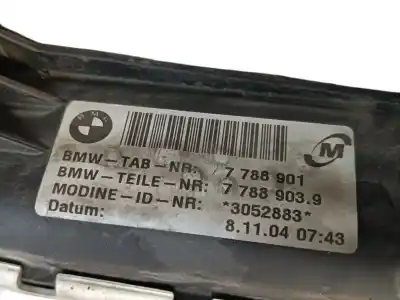 BMW
M
BMW-TAB-NR: 7 788 901
BMW-TEILE-NR: 7 788 903.9
MODINE-ID-NR: *3052883*
Datum: 8.11.04 07:43